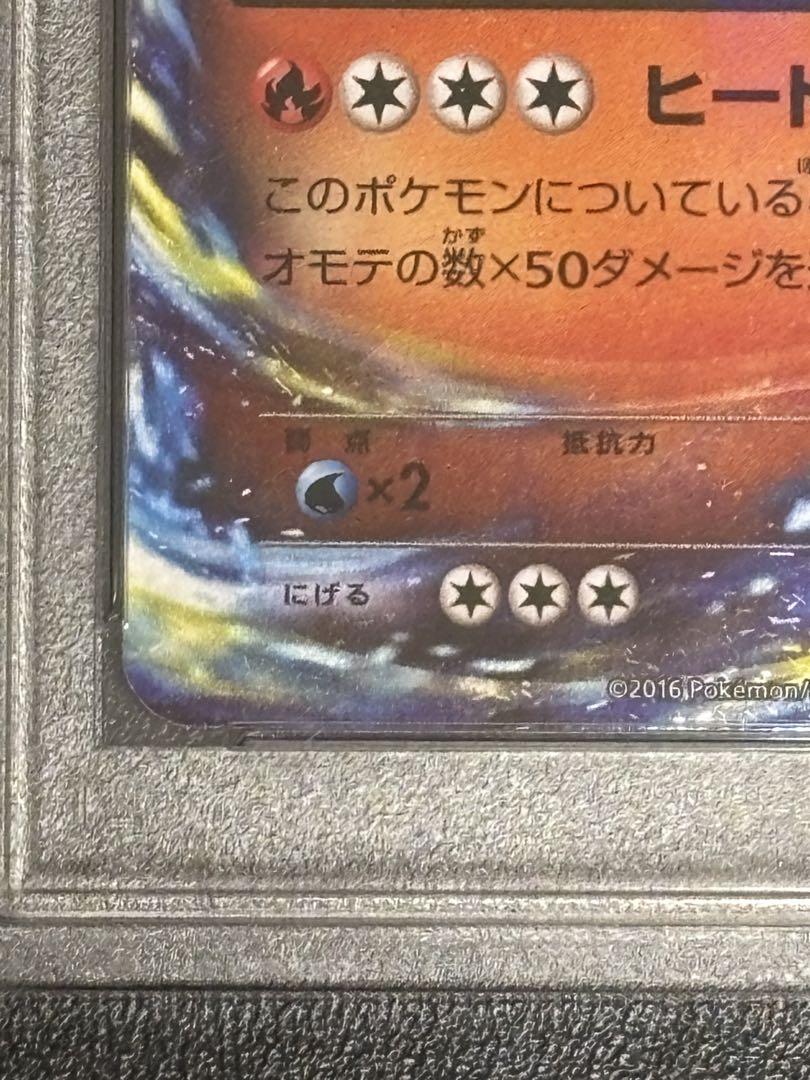 ヒート
このポケモンについている
かず
オモテの数×50ダメージを
弱点 抵抗力
×2
にげる
©2016 Pokémon/